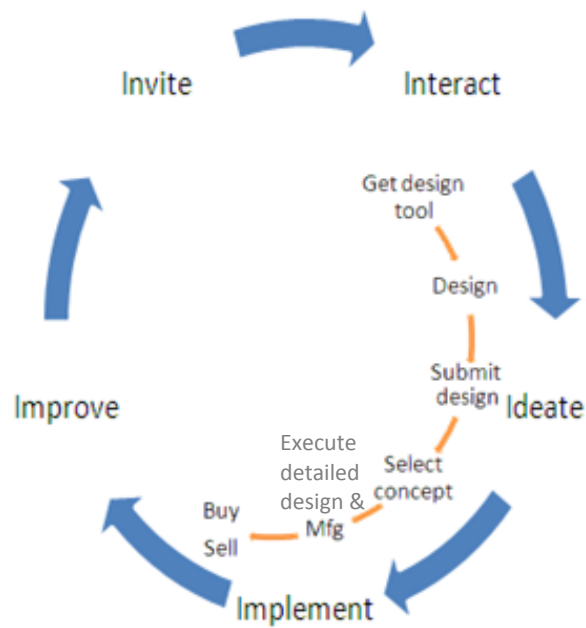 Invite
Interact
Get design
tool
Design
Submit
design
Ideate
Improve
Execute
detailed
design &
Mfg
Select
concept
Buy
Sell
Implement